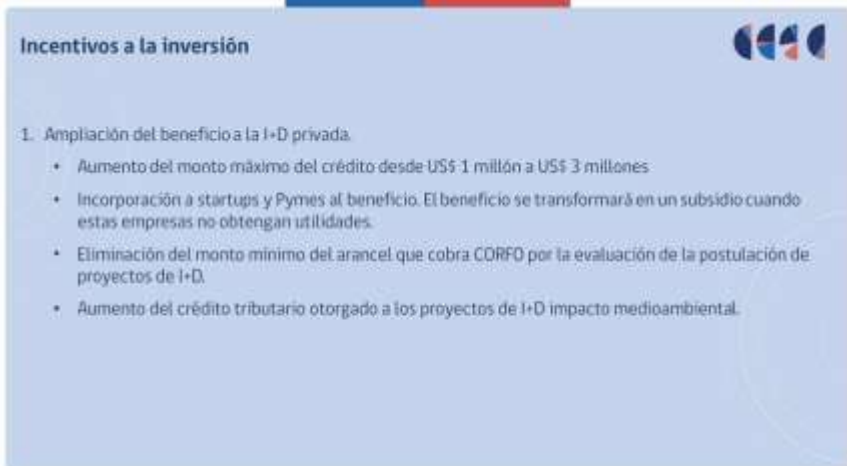 Incentivos a la inversión
1. Ampliación del beneficio a la I+D privada.
• Aumento del monto máximo del crédito desde US$ 1 millón a US$ 3 millones
• Incorporación a startups y Pymes al beneficio. El beneficio se transformará en un subsidio cuando
estas empresas no obtengan utilidades.
• Eliminación del monto mínimo del arancel que cobra CORFO por la evaluación de la postulación de
proyectos de I+D.
• Aumento del crédito tributario otorgado a los proyectos de I+D impacto medioambiental.